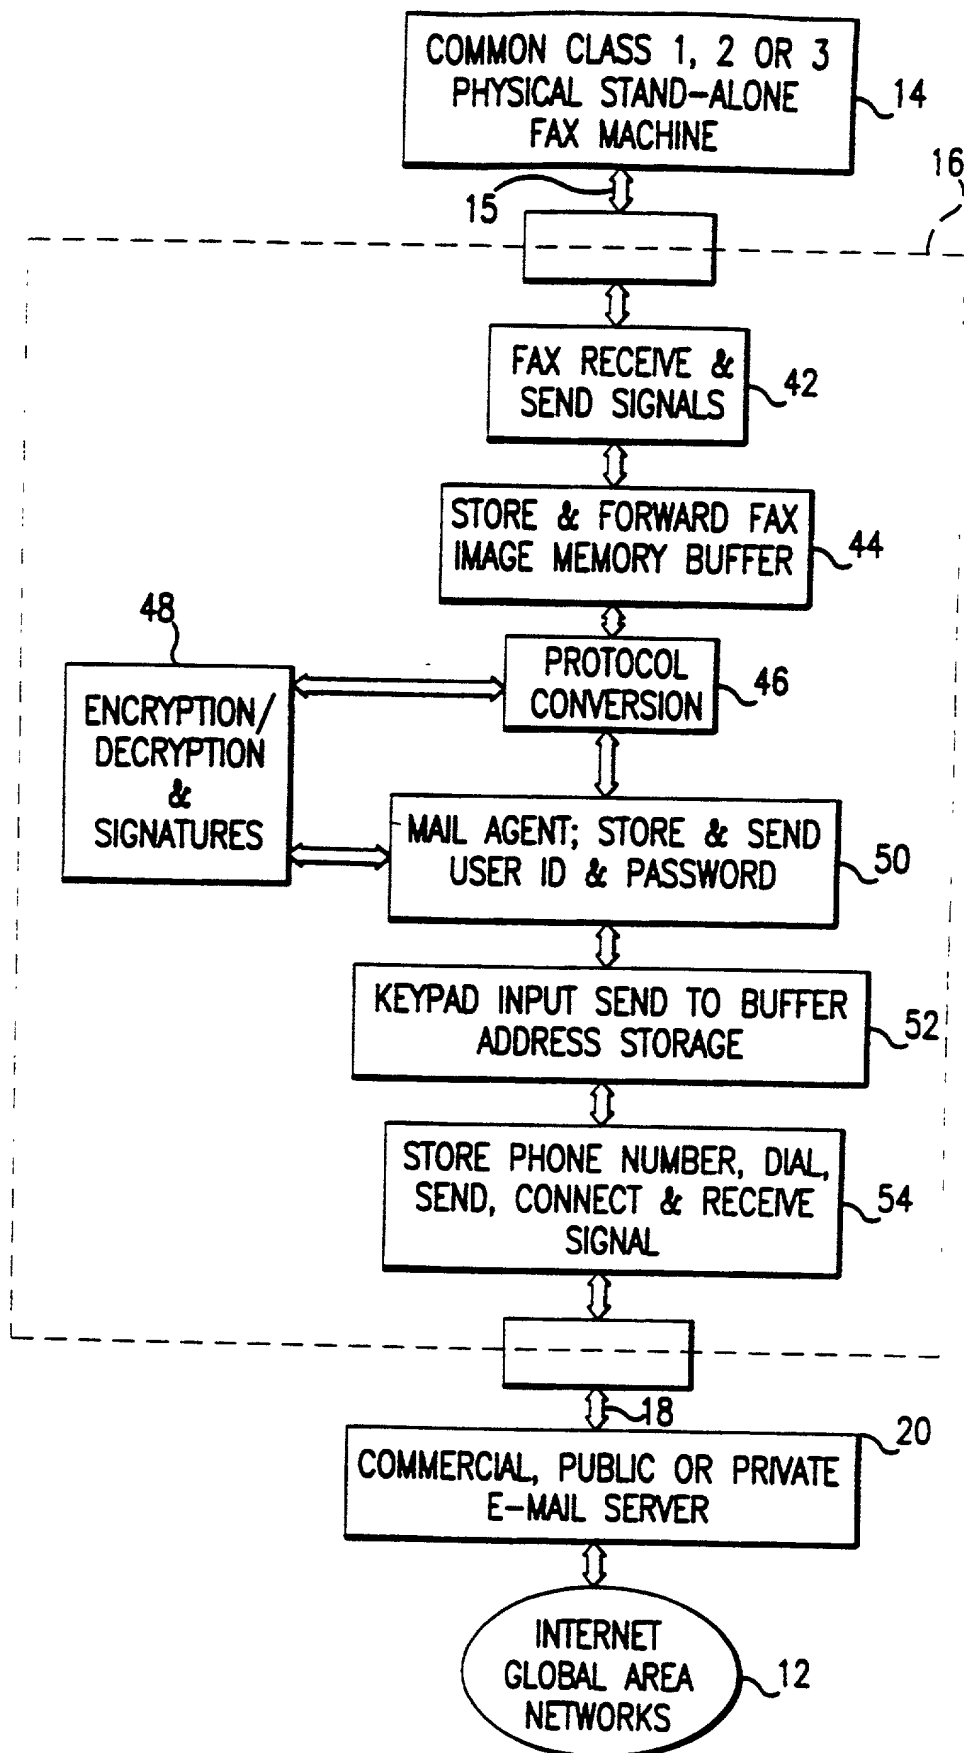 COMMON CLASS 1, 2 OR 3
PHYSICAL STAND-ALONE
FAX MACHINE
14
15
16
FAX RECEIVE &
SEND SIGNALS
42
STORE & FORWARD FAX
IMAGE MEMORY BUFFER
44
48
ENCRYPTION/
DECRYPTION
&
SIGNATURES
PROTOCOL
CONVERSION
46
MAIL AGENT; STORE & SEND
USER ID & PASSWORD
50
KEYPAD INPUT SEND TO BUFFER
ADDRESS STORAGE
52
STORE PHONE NUMBER, DIAL,
SEND, CONNECT & RECEIVE
SIGNAL
54
18
20
COMMERCIAL, PUBLIC OR PRIVATE
E-MAIL SERVER
INTERNET
GLOBAL AREA
NETWORKS
12